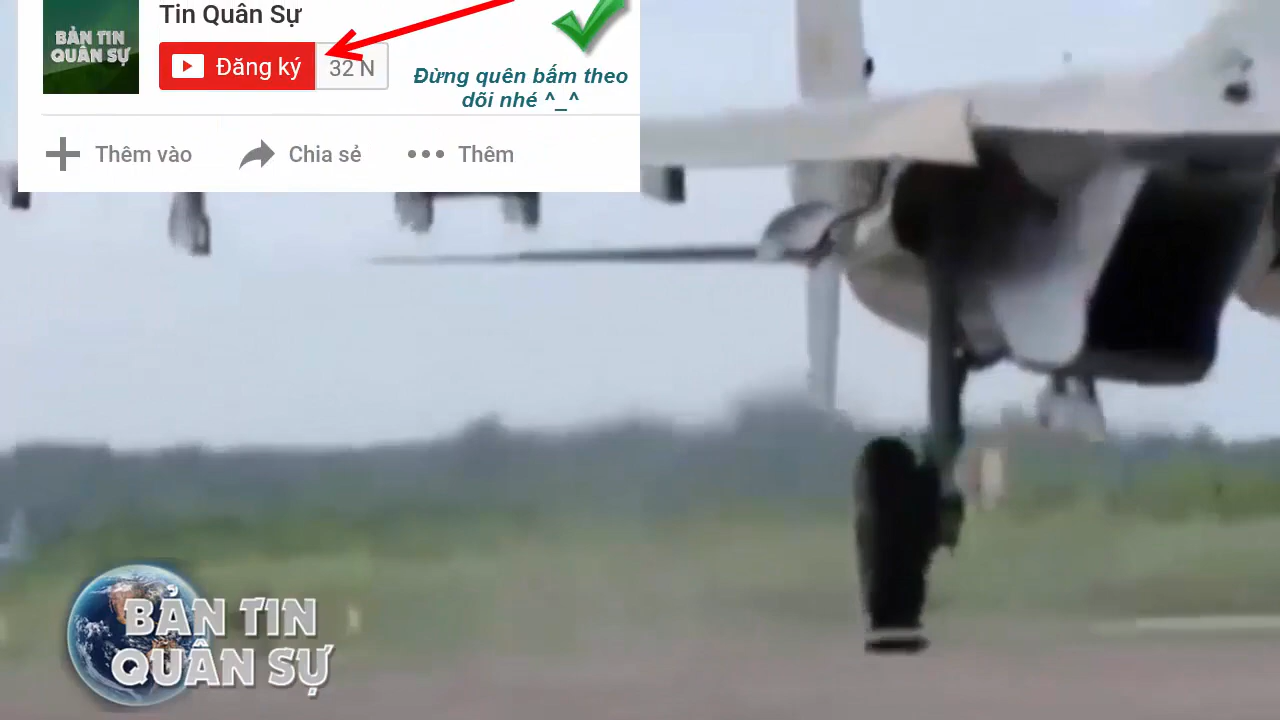 Tin Quân Sự
BẢN TIN
QUÂN SỰ
Đăng ký
32 N
Đừng quên bấm theo
dõi nhé ^_^
Thêm vào
Chia sẻ
Thêm
BẢN TIN
QUÂN SỰ